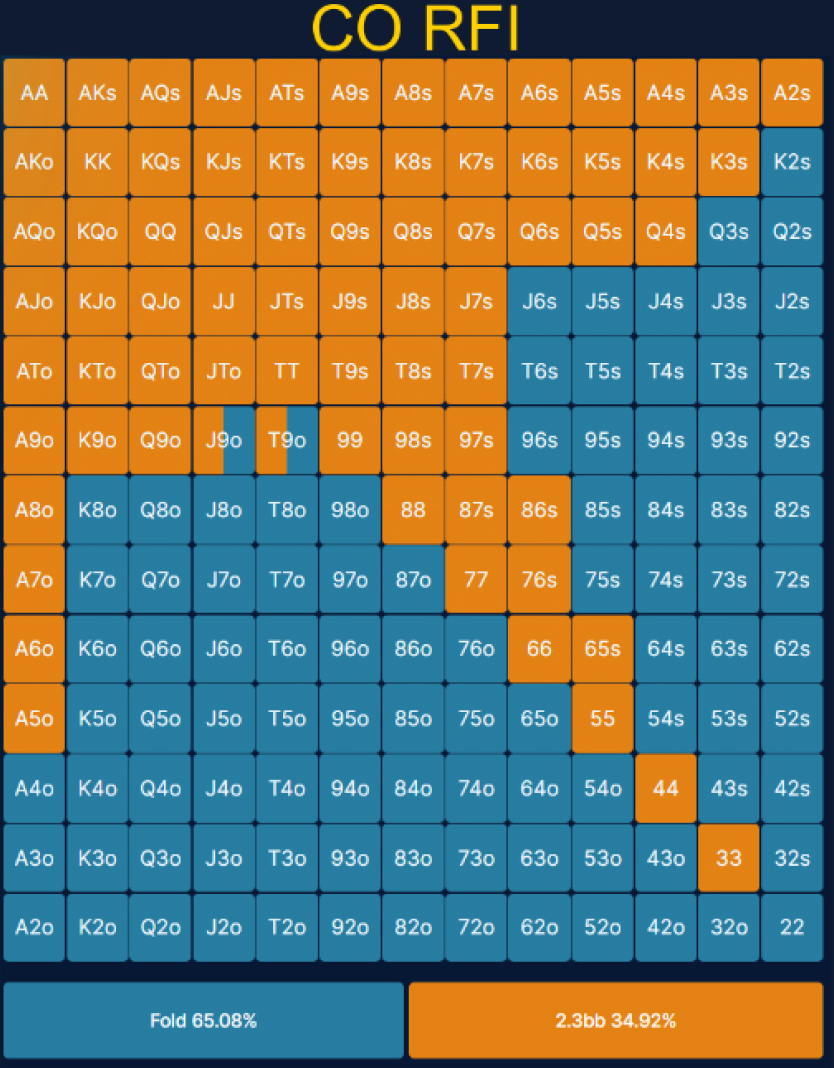 CO RFI
AA AKs AQs AJs ATs A9s A8s A7s A6s A5s A4s A3s A2s
AKo KK KQs KJs KTs K9s K8s K7s K6s K5s K4s K3s K2s
AQo KQo QQ QJs QTs Q9s Q8s Q7s Q6s Q5s Q4s Q3s Q2s
AJo KJo QJo JJ JTs J9s J8s J7s J6s J5s J4s J3s J2s
ATo KTo QTo JTo TT T9s T8s T7s T6s T5s T4s T3s T2s
A9o K9o Q9o J9o T9o 99 98s 97s 96s 95s 94s 93s 92s
A8o K8o Q8o J8o T8o 98o 88 87s 86s 85s 84s 83s 82s
A7o K7o Q7o J7o T7o 97o 87o 77 76s 75s 74s 73s 72s
A6o K6o Q6o J6o T6o 96o 86o 76o 66 65s 64s 63s 62s
A5o K5o Q5o J5o T5o 95o 85o 75o 65o 55 54s 53s 52s
A4o K4o Q4o J4o T4o 94o 84o 74o 64o 54o 44 43s 42s
A3o K3o Q3o J3o T3o 93o 83o 73o 63o 53o 43o 33 32s
A2o K2o Q2o J2o T2o 92o 82o 72o 62o 52o 42o 32o 22
Fold 65.08% 2.3bb 34.92%